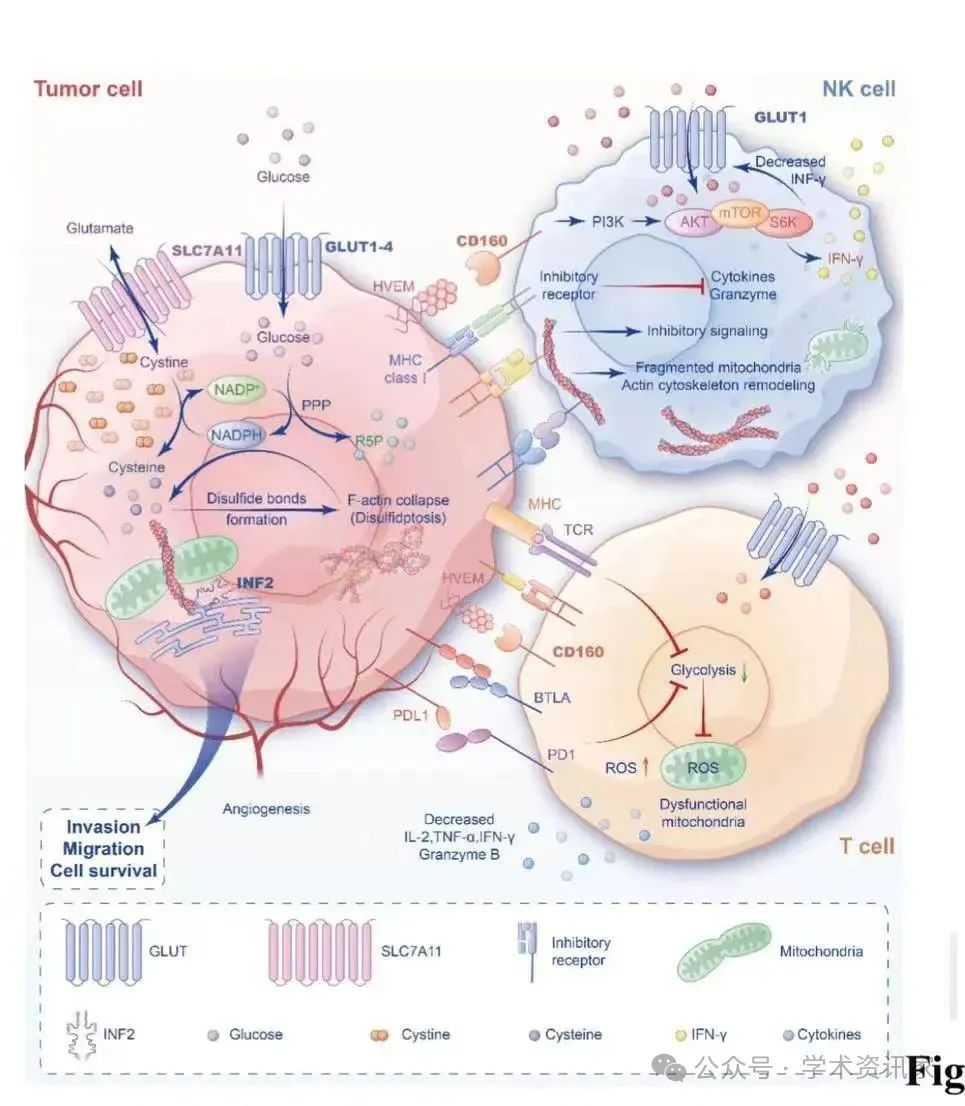 Tumor cell
NK cell
GLUT1
Decreased
INF-γ
Glucose
Glutamate
SLC7A11
GLUT1-4
CD160
PI3K
AKT
mTOR
S6K
IFN-γ
HVEM
Inhibitory
receptor
Cytokines
Granzyme
Glucose
Cystine
MHC
class I
Inhibitory signaling
Fragmented mitochondria
Actin cytoskeleton remodeling
NADP⁺
PPP
NADPH
R5P
Cysteine
Disulfide bonds
formation
F-actin collapse
(Disulfidptosis)
MHC
TCR
HVEM
INF2
CD160
Glycolysis ↓
BTLA
PDL1
PD1
ROS ↑
ROS
Dysfunctional
mitochondria
Angiogenesis
Decreased
IL-2,TNF-α,IFN-γ
Granzyme B
T cell
Invasion
Migration
Cell survival
GLUT
SLC7A11
Inhibitory
receptor
Mitochondria
INF2
Glucose
Cystine
Cysteine
IFN-γ
Cytokines
公众号 · 学术资讯
Fig